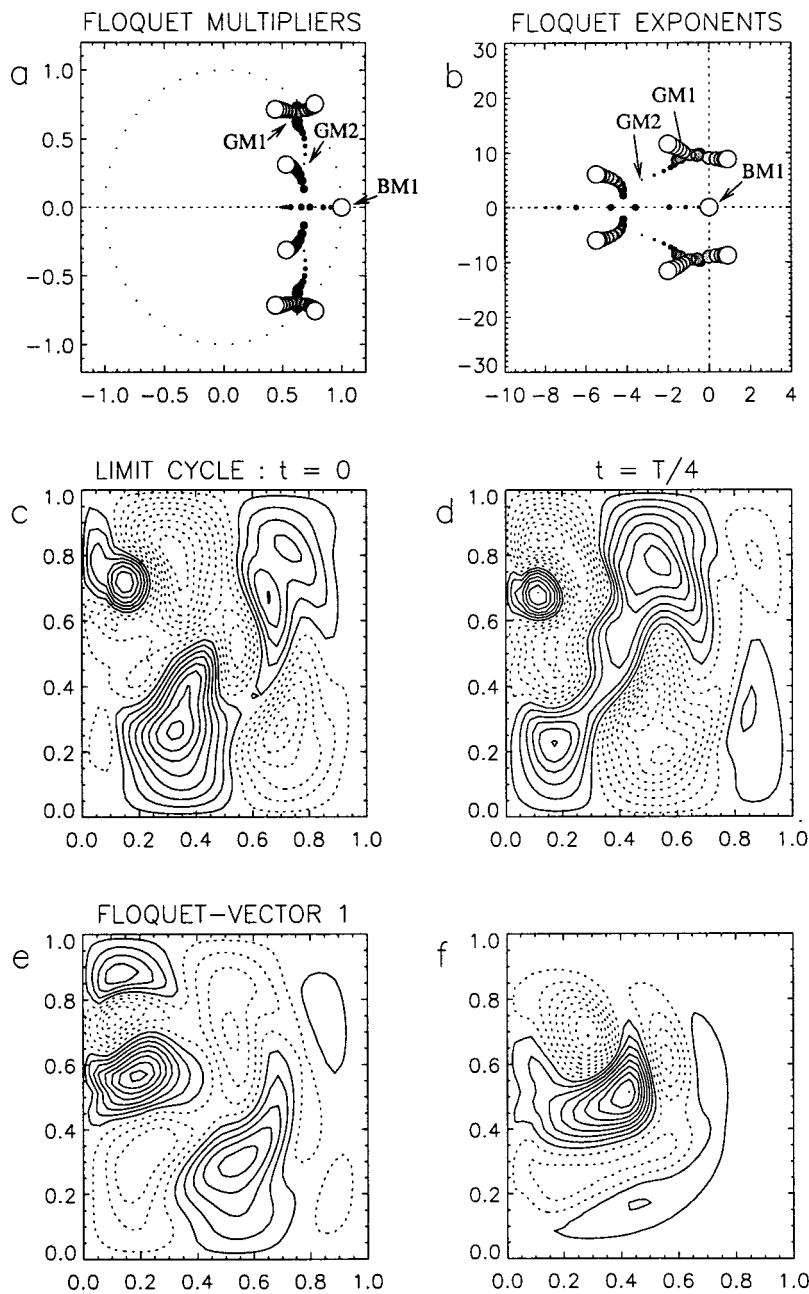 FLOQUET MULTIPLIERS
FLOQUET EXPONENTS
a
1.0
0.5
0.0
−0.5
−1.0
GM1
GM2
BM1
−1.0 −0.5 0.0 0.5 1.0
b
30
20
10
0
−10
−20
−30
GM1
GM2
BM1
−10 −8 −6 −4 −2 0 2 4
LIMIT CYCLE : t = 0
t = T/4
c
1.0
0.8
0.6
0.4
0.2
0.0
0.0 0.2 0.4 0.6 0.8 1.0
d
1.0
0.8
0.6
0.4
0.2
0.0
0.0 0.2 0.4 0.6 0.8 1.0
FLOQUET−VECTOR 1
e
1.0
0.8
0.6
0.4
0.2
0.0
0.0 0.2 0.4 0.6 0.8 1.0
f
1.0
0.8
0.6
0.4
0.2
0.0
0.0 0.2 0.4 0.6 0.8 1.0